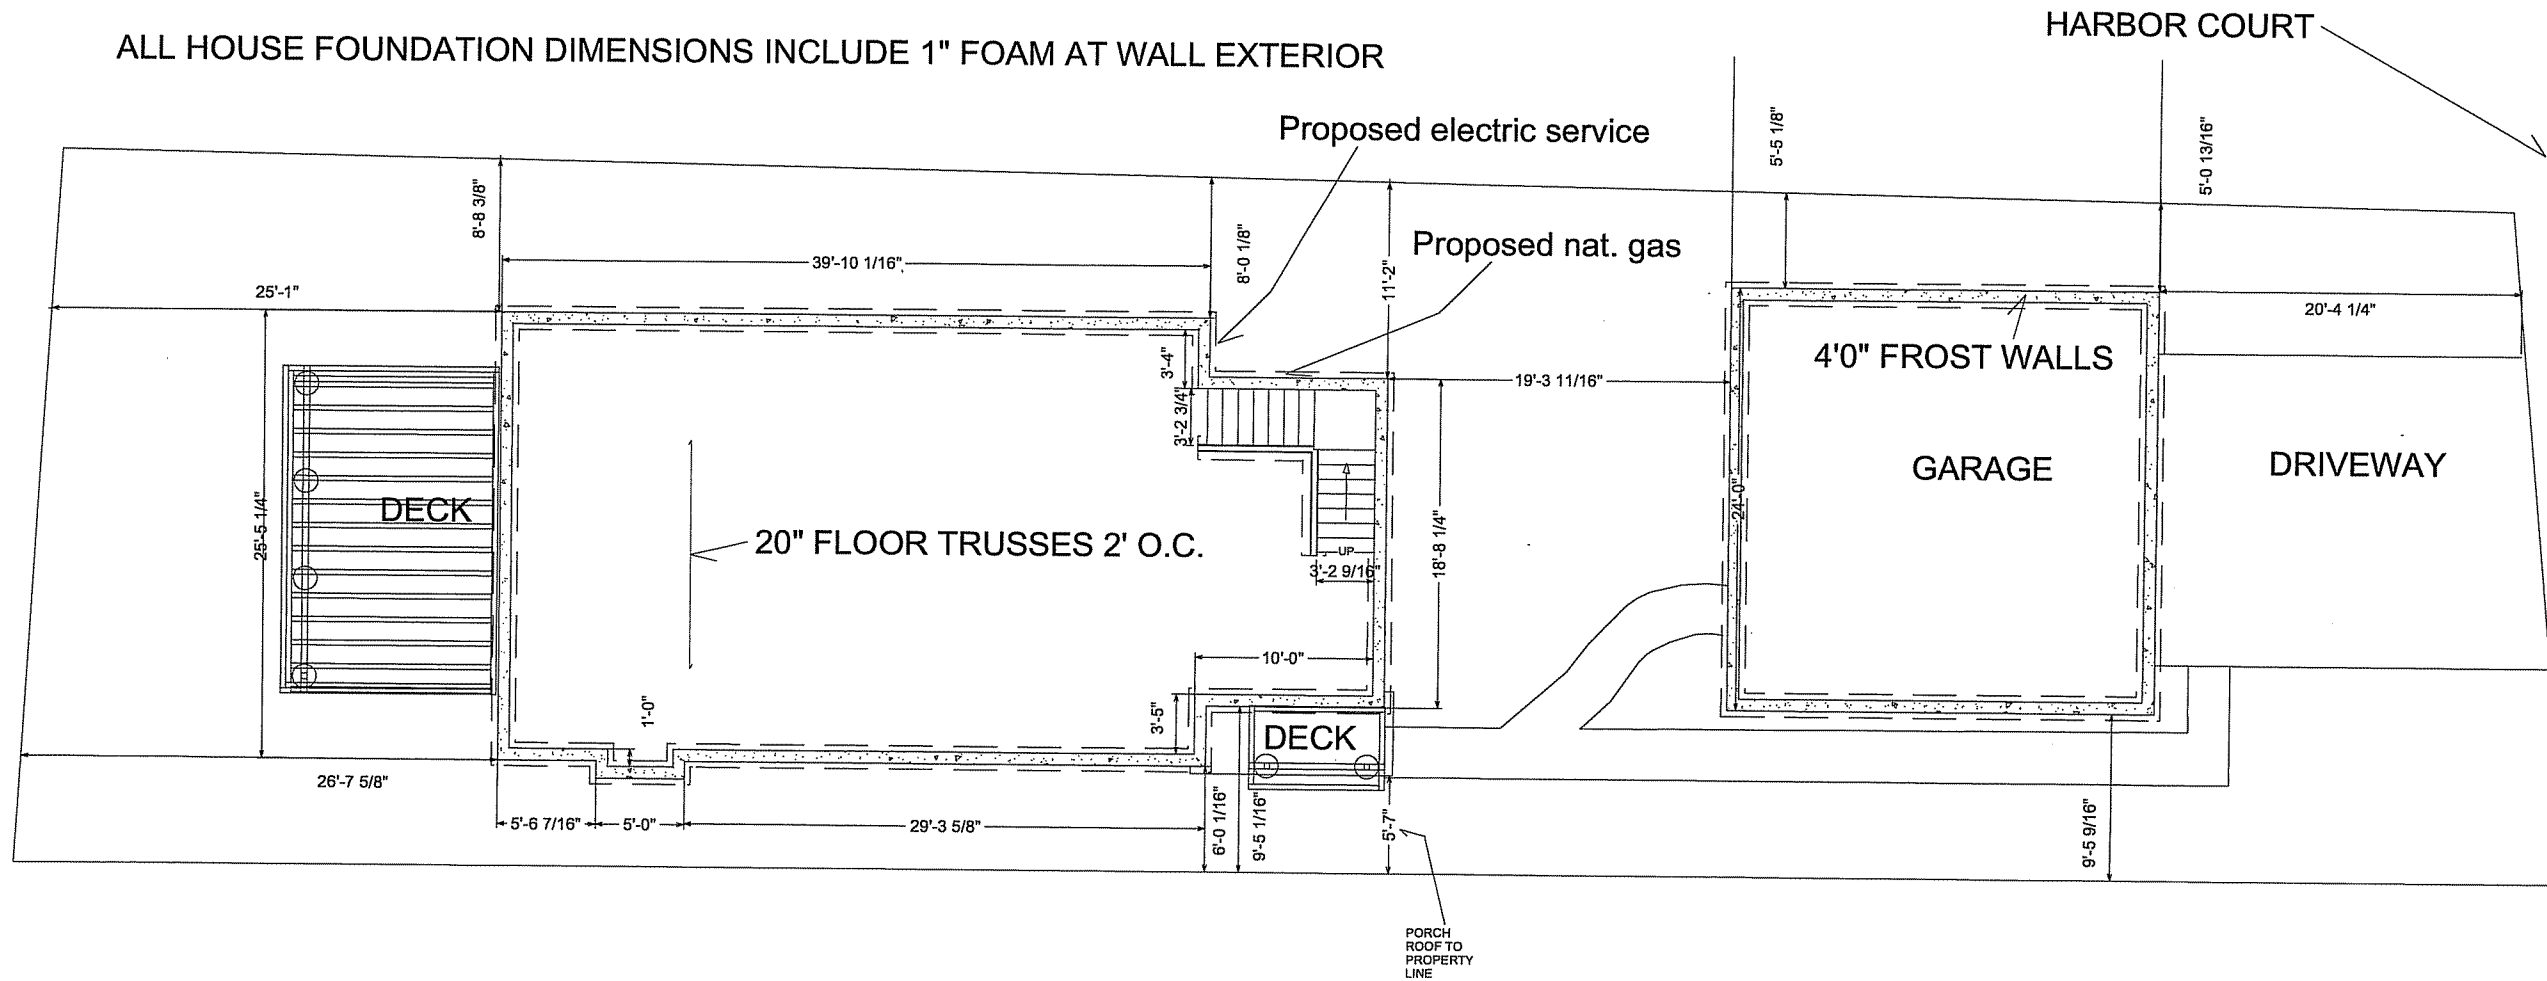 HARBOR COURT
ALL HOUSE FOUNDATION DIMENSIONS INCLUDE 1" FOAM AT WALL EXTERIOR
Proposed electric service
5'-5 1/8"
5'-0 13/16"
8'-8 3/8"
39'-10 1/16"
8'-0 1/8"
Proposed nat. gas
11'-2"
25'-1"
20'-4 1/4"
3'-4"
4'0" FROST WALLS
19'-3 11/16"
3'-2 3/4"
GARAGE
DRIVEWAY
DECK
25'-5 1/4"
24'-0"
20" FLOOR TRUSSES 2' O.C.
UP
18'-8 1/4"
3'-2 9/16"
10'-0"
1'-0"
3'-5"
DECK
26'-7 5/8"
5'-6 7/16"
5'-0"
29'-3 5/8"
6'-0 1/16"
9'-5 1/16"
5'-7"
9'-5 9/16"
PORCH
ROOF TO
PROPERTY
LINE